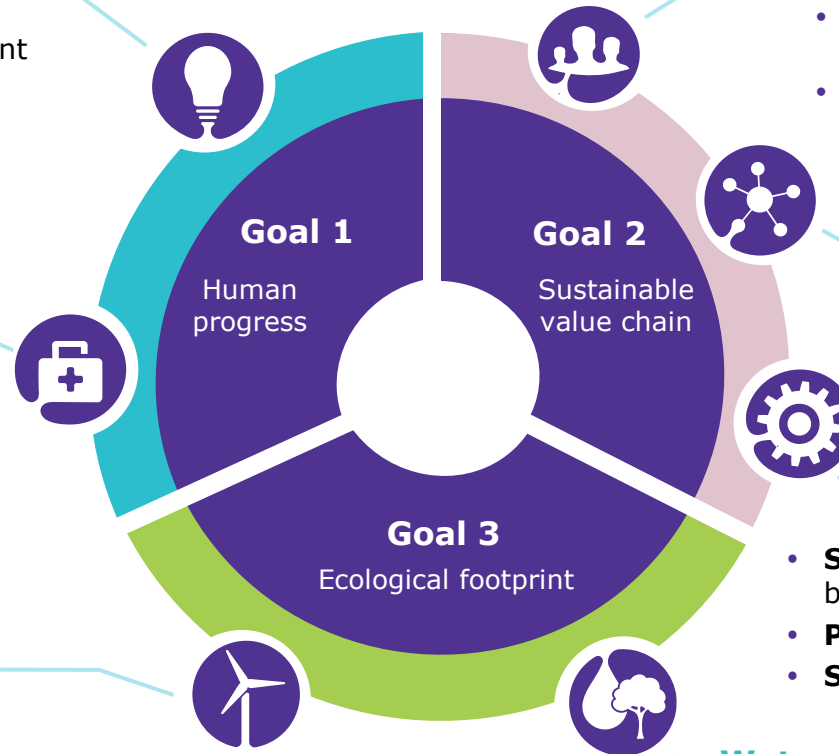 nt
Goal 1
Human
progress
Goal 2
Sustainable
value chain
Goal 3
Ecological footprint
• S
b
• P
• S